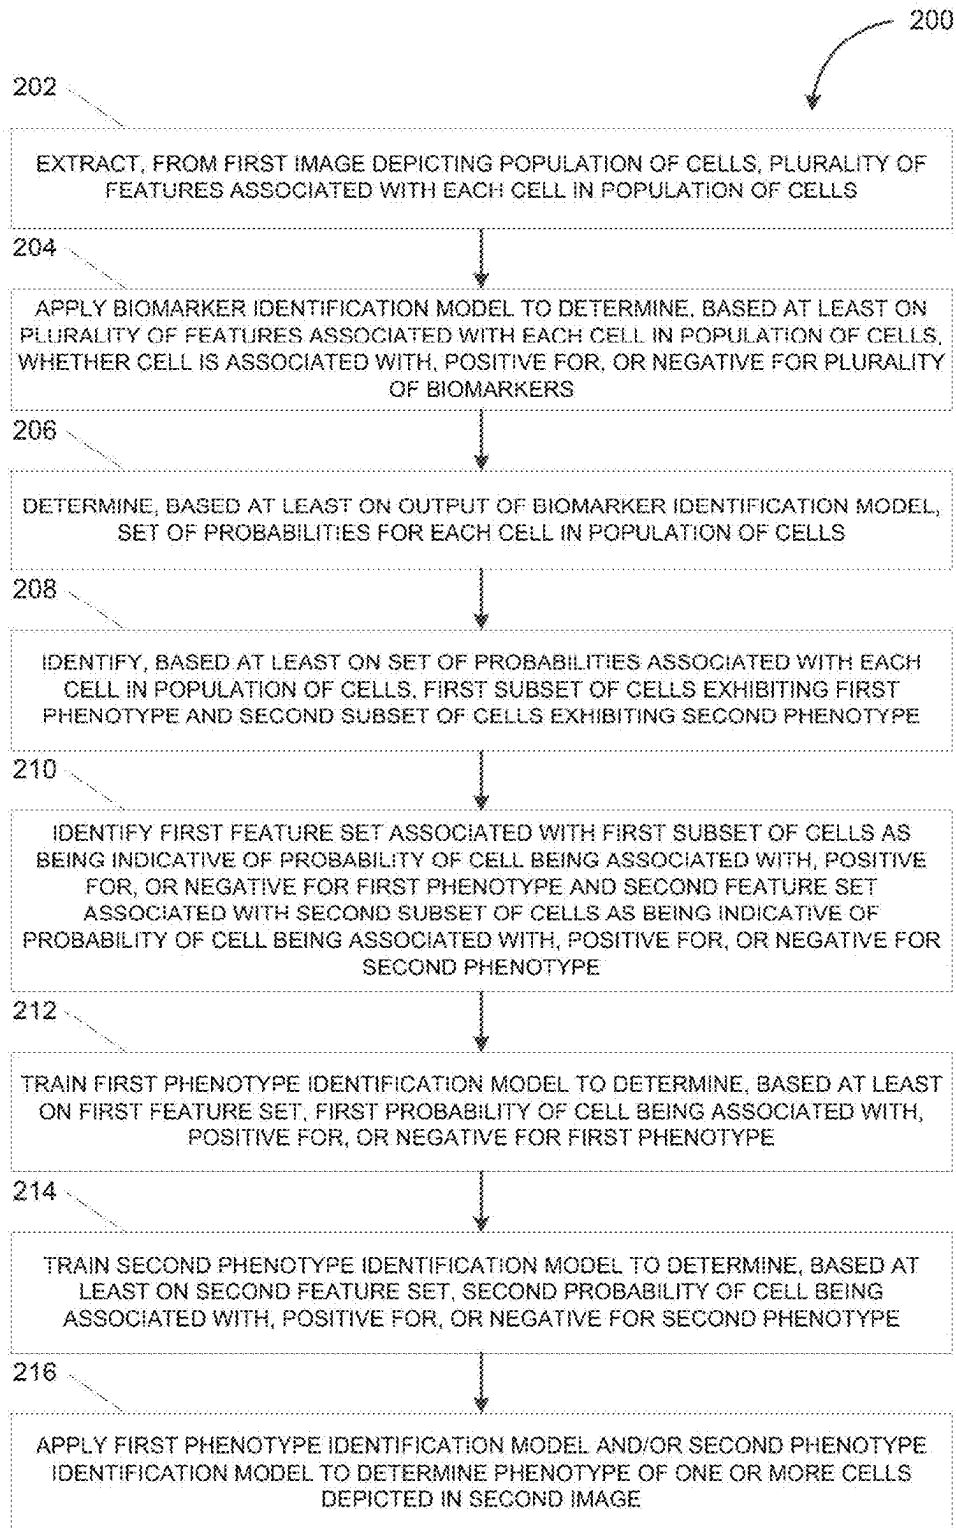 200
202
EXTRACT, FROM FIRST IMAGE DEPICTING POPULATION OF CELLS, PLURALITY OF
FEATURES ASSOCIATED WITH EACH CELL IN POPULATION OF CELLS
204
APPLY BIOMARKER IDENTIFICATION MODEL TO DETERMINE, BASED AT LEAST ON
PLURALITY OF FEATURES ASSOCIATED WITH EACH CELL IN POPULATION OF CELLS,
WHETHER CELL IS ASSOCIATED WITH, POSITIVE FOR, OR NEGATIVE FOR PLURALITY
OF BIOMARKERS
206
DETERMINE, BASED AT LEAST ON OUTPUT OF BIOMARKER IDENTIFICATION MODEL,
SET OF PROBABILITIES FOR EACH CELL IN POPULATION OF CELLS
208
IDENTIFY, BASED AT LEAST ON SET OF PROBABILITIES ASSOCIATED WITH EACH
CELL IN POPULATION OF CELLS, FIRST SUBSET OF CELLS EXHIBITING FIRST
PHENOTYPE AND SECOND SUBSET OF CELLS EXHIBITING SECOND PHENOTYPE
210
IDENTIFY FIRST FEATURE SET ASSOCIATED WITH FIRST SUBSET OF CELLS AS
BEING INDICATIVE OF PROBABILITY OF CELL BEING ASSOCIATED WITH, POSITIVE
FOR, OR NEGATIVE FOR FIRST PHENOTYPE AND SECOND FEATURE SET
ASSOCIATED WITH SECOND SUBSET OF CELLS AS BEING INDICATIVE OF
PROBABILITY OF CELL BEING ASSOCIATED WITH, POSITIVE FOR, OR NEGATIVE FOR
SECOND PHENOTYPE
212
TRAIN FIRST PHENOTYPE IDENTIFICATION MODEL TO DETERMINE, BASED AT LEAST
ON FIRST FEATURE SET, FIRST PROBABILITY OF CELL BEING ASSOCIATED WITH,
POSITIVE FOR, OR NEGATIVE FOR FIRST PHENOTYPE
214
TRAIN SECOND PHENOTYPE IDENTIFICATION MODEL TO DETERMINE, BASED AT
LEAST ON SECOND FEATURE SET, SECOND PROBABILITY OF CELL BEING
ASSOCIATED WITH, POSITIVE FOR, OR NEGATIVE FOR SECOND PHENOTYPE
216
APPLY FIRST PHENOTYPE IDENTIFICATION MODEL AND/OR SECOND PHENOTYPE
IDENTIFICATION MODEL TO DETERMINE PHENOTYPE OF ONE OR MORE CELLS
DEPICTED IN SECOND IMAGE